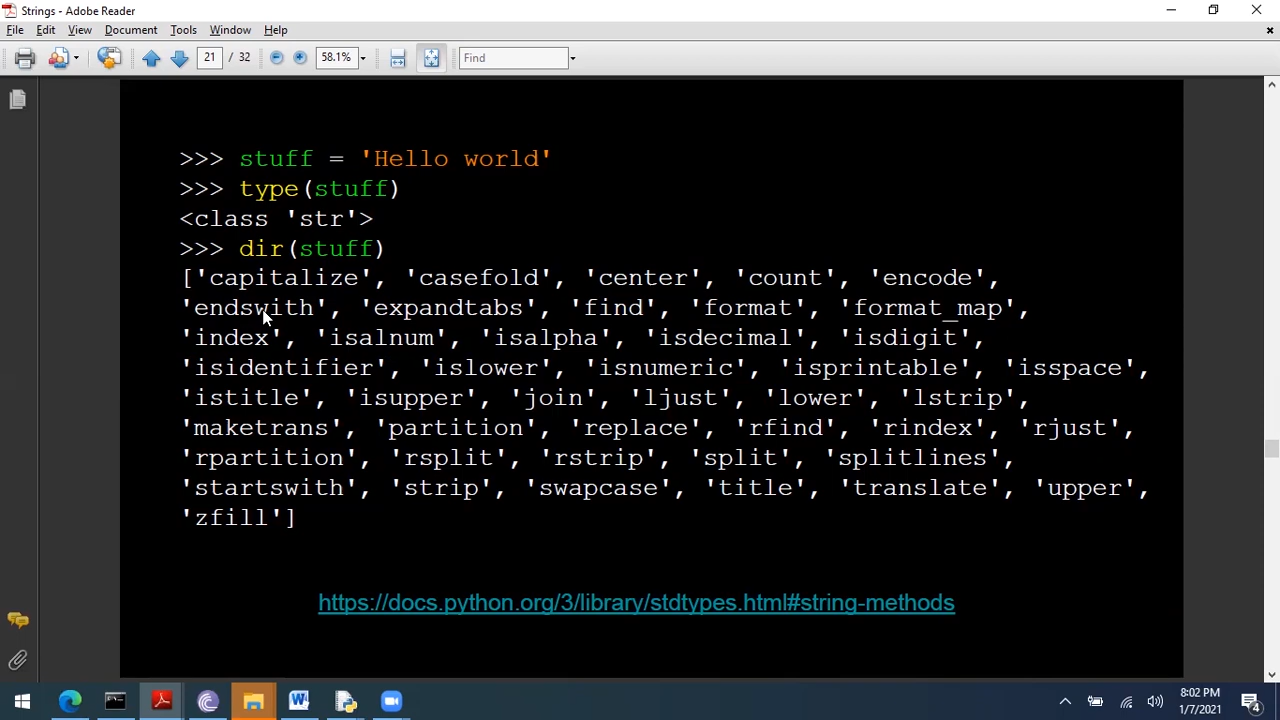 Strings - Adobe Reader
File Edit View Document Tools Window Help
21 / 32 58.1% Find
>>> stuff = 'Hello world'
>>> type(stuff)
<class 'str'>
>>> dir(stuff)
['capitalize', 'casefold', 'center', 'count', 'encode',
'endswith', 'expandtabs', 'find', 'format', 'format_map',
'index', 'isalnum', 'isalpha', 'isdecimal', 'isdigit',
'isidentifier', 'islower', 'isnumeric', 'isprintable', 'isspace',
'istitle', 'isupper', 'join', 'ljust', 'lower', 'lstrip',
'maketrans', 'partition', 'replace', 'rfind', 'rindex', 'rjust',
'rpartition', 'rsplit', 'rstrip', 'split', 'splitlines',
'startswith', 'strip', 'swapcase', 'title', 'translate', 'upper',
'zfill']
https://docs.python.org/3/library/stdtypes.html#string-methods
8:02 PM
1/7/2021
4